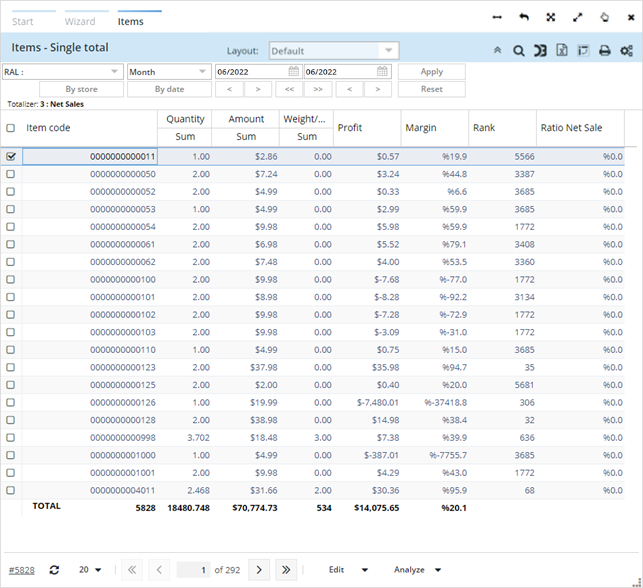 Start Wizard Items
Items - Single total Layout: Default
RAL : Month 06/2022 06/2022 Apply
By store By date < > << >> < > Reset
Totalizer: 3 : Net Sales
Item code Quantity Amount Weight/... Profit Margin Rank Ratio Net Sale
Sum Sum Sum
0000000000011 1.00 $2.86 0.00 $0.57 %19.9 5566 %0.0
0000000000050 2.00 $7.24 0.00 $3.24 %44.8 3387 %0.0
0000000000052 2.00 $4.99 0.00 $0.33 %6.6 3685 %0.0
0000000000053 1.00 $4.99 0.00 $2.99 %59.9 3685 %0.0
0000000000054 2.00 $9.98 0.00 $5.98 %59.9 1772 %0.0
0000000000061 2.00 $6.98 0.00 $5.52 %79.1 3408 %0.0
0000000000062 2.00 $7.48 0.00 $4.00 %53.5 3360 %0.0
0000000000100 2.00 $9.98 0.00 $-7.68 %-77.0 1772 %0.0
0000000000101 2.00 $8.98 0.00 $-8.28 %-92.2 3134 %0.0
0000000000102 2.00 $9.98 0.00 $-7.28 %-72.9 1772 %0.0
0000000000103 2.00 $9.98 0.00 $-3.09 %-31.0 1772 %0.0
0000000000110 1.00 $4.99 0.00 $0.75 %15.0 3685 %0.0
0000000000123 2.00 $37.98 0.00 $35.98 %94.7 35 %0.0
0000000000125 2.00 $2.00 0.00 $0.40 %20.0 5681 %0.0
0000000000126 1.00 $19.99 0.00 $-7,480.01 %-37418.8 306 %0.0
0000000000128 2.00 $38.98 0.00 $14.98 %38.4 32 %0.0
0000000000998 3.702 $18.48 3.00 $7.38 %39.9 636 %0.0
0000000001000 1.00 $4.99 0.00 $-387.01 %-7755.7 3685 %0.0
0000000001001 2.00 $9.98 0.00 $4.29 %43.0 1772 %0.0
0000000004011 2.468 $31.66 2.00 $30.36 %95.9 68 %0.0
TOTAL 5828 18480.748 $70,774.73 534 $14,075.65 %20.1
#5828 20 1 of 292 Edit Analyze